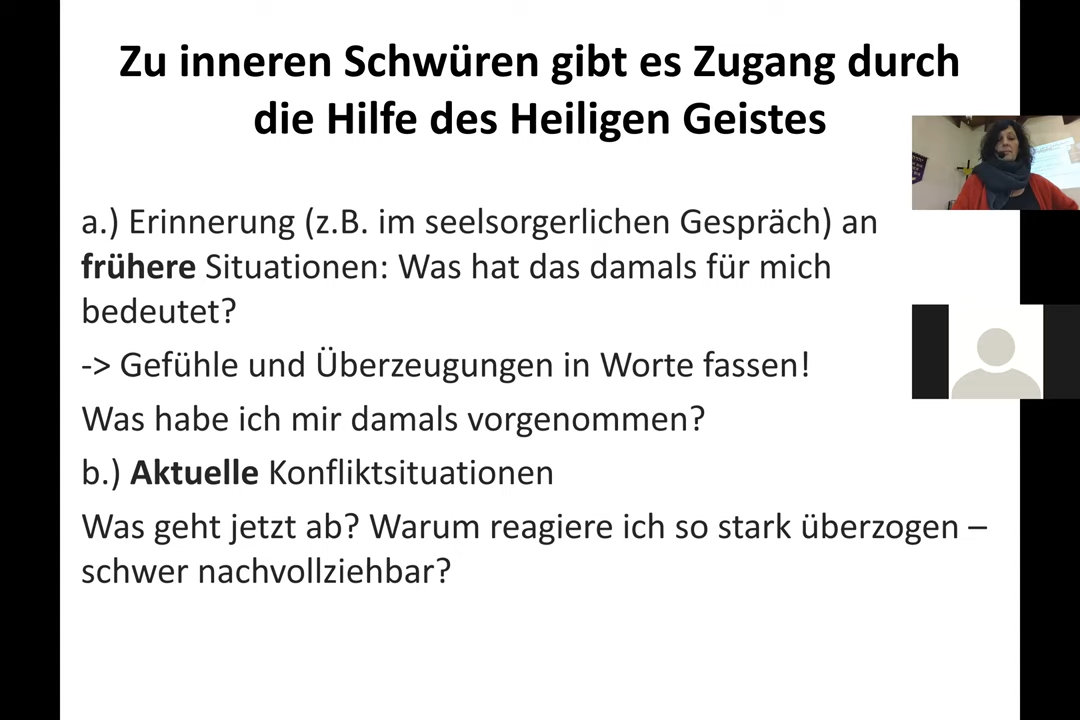 Zu inneren Schwüren gibt es Zugang durch
die Hilfe des Heiligen Geistes
a.) Erinnerung (z.B. im seelsorgerlichen Gespräch) an
frühere Situationen: Was hat das damals für mich
bedeutet?
-> Gefühle und Überzeugungen in Worte fassen!
Was habe ich mir damals vorgenommen?
b.) Aktuelle Konfliktsituationen
Was geht jetzt ab? Warum reagiere ich so stark überzogen –
schwer nachvollziehbar?